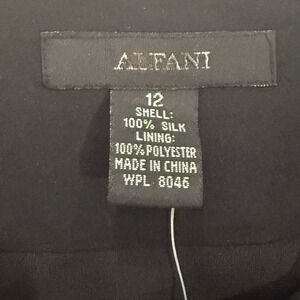 ALFANI
12
SHELL:
100% SILK
LINING:
100% POLYESTER
MADE IN CHINA
WPL 8046